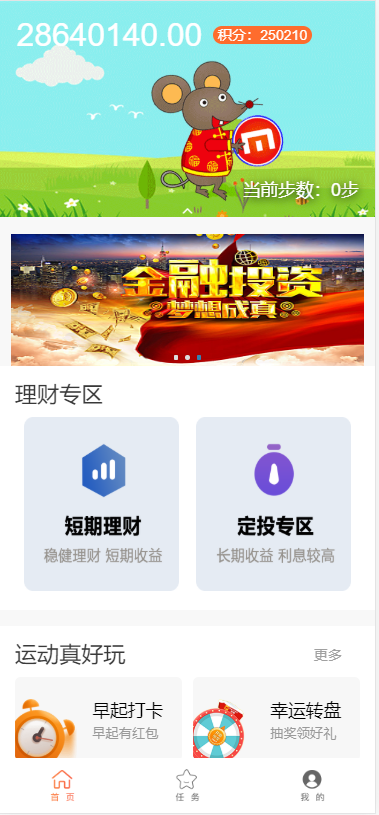 28640140.00 积分：250210
当前步数：0步
金融投资
梦想成真
理财专区
短期理财 定投专区
稳健理财 短期收益 长期收益 利息较高
运动真好玩 更多
早起打卡 幸运转盘
早起有红包 抽奖领好礼
首 页 任 务 我 的